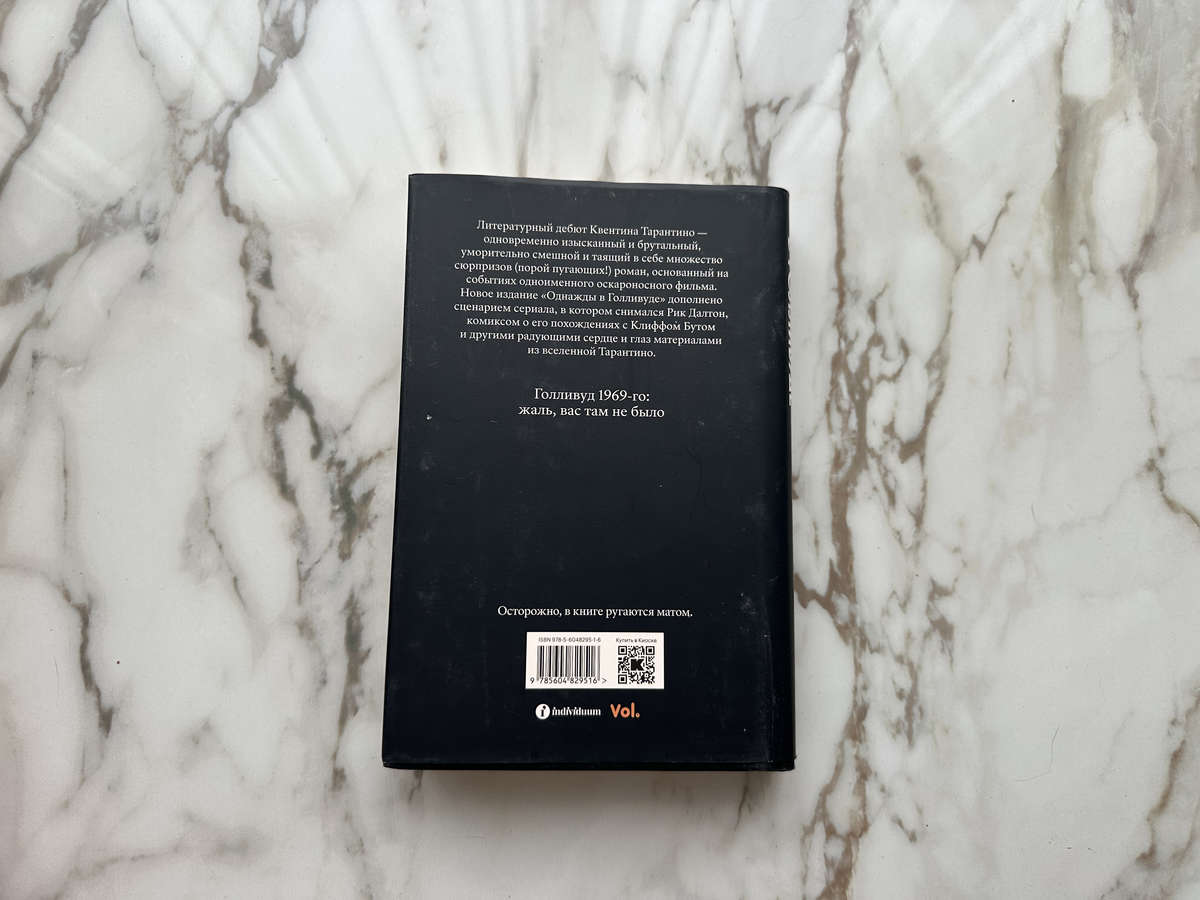 Литературный дебют Квентина Тарантино —
одновременно изысканный и брутальный,
уморительно смешной и таящий в себе множество
сюрпризов (порой пугающих!) роман, основанный на
событиях одноименного оскароносного фильма.
Новое издание «Однажды в Голливуде» дополнено
сценарием сериала, в котором снимался Рик Далтон,
комиксом о его похождениях с Клиффом Бутом
и другими радующими сердце и глаз материалами
из вселенной Тарантино.
Голливуд 1969-го:
жаль, вас там не было
Осторожно, в книге ругаются матом.
ISBN 978-5-6048295-1-6
Купить в Киоске
9 785604 829516 >
i individuum Vol.